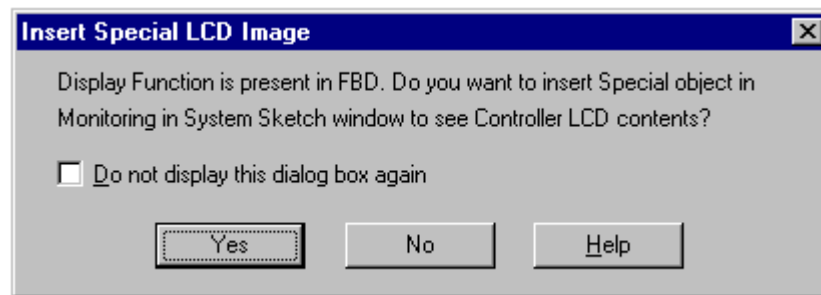 Insert Special LCD Image
Display Function is present in FBD. Do you want to insert Special object in
Monitoring in System Sketch window to see Controller LCD contents?
Do not display this dialog box again
Yes No Help